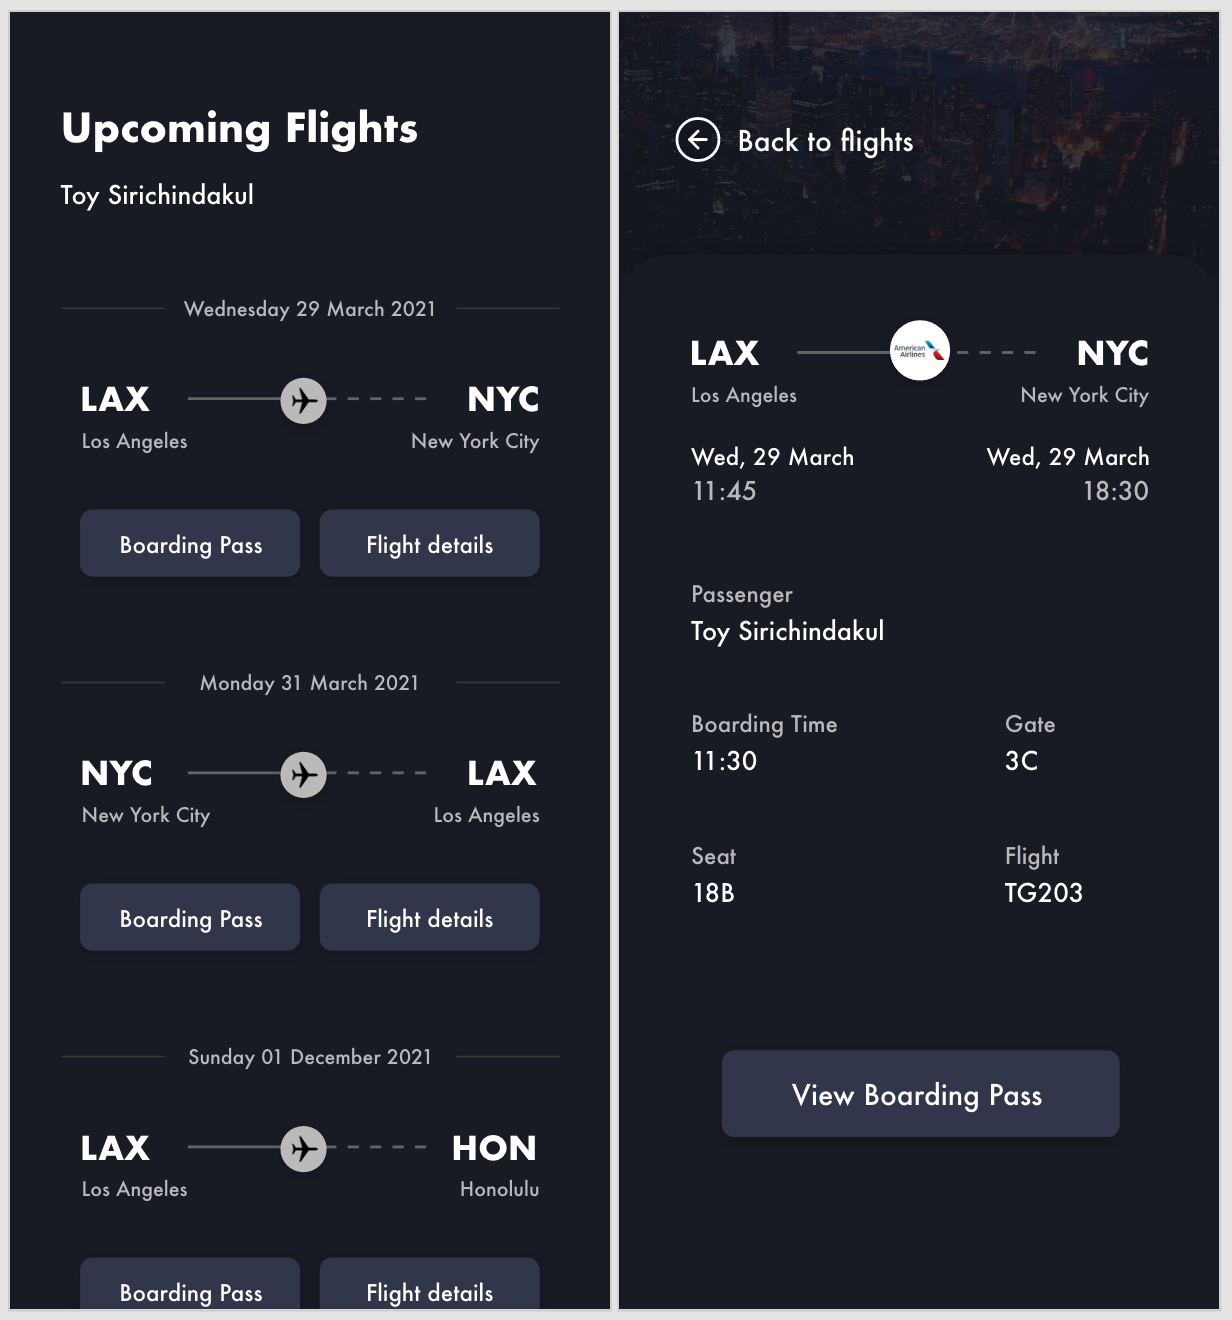 Upcoming Flights
Toy Sirichindakul
Wednesday 29 March 2021
LAX NYC
Los Angeles New York City
Boarding Pass Flight details
Monday 31 March 2021
NYC LAX
New York City Los Angeles
Boarding Pass Flight details
Sunday 01 December 2021
LAX HON
Los Angeles Honolulu
Boarding Pass Flight details
Back to flights
LAX American Airlines NYC
Los Angeles New York City
Wed, 29 March Wed, 29 March
11:45 18:30
Passenger
Toy Sirichindakul
Boarding Time Gate
11:30 3C
Seat Flight
18B TG203
View Boarding Pass